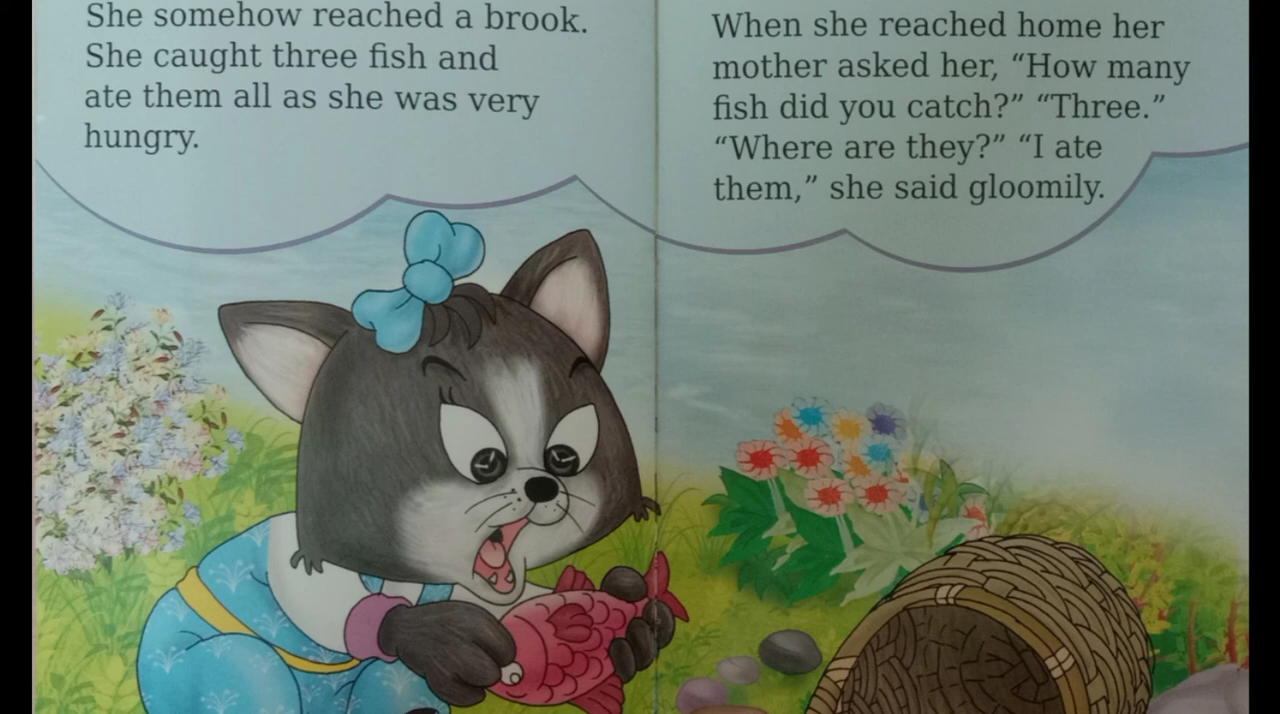 She somehow reached a brook.
She caught three fish and
ate them all as she was very
hungry.
When she reached home her
mother asked her, “How many
fish did you catch?” “Three.”
“Where are they?” “I ate
them,” she said gloomily.